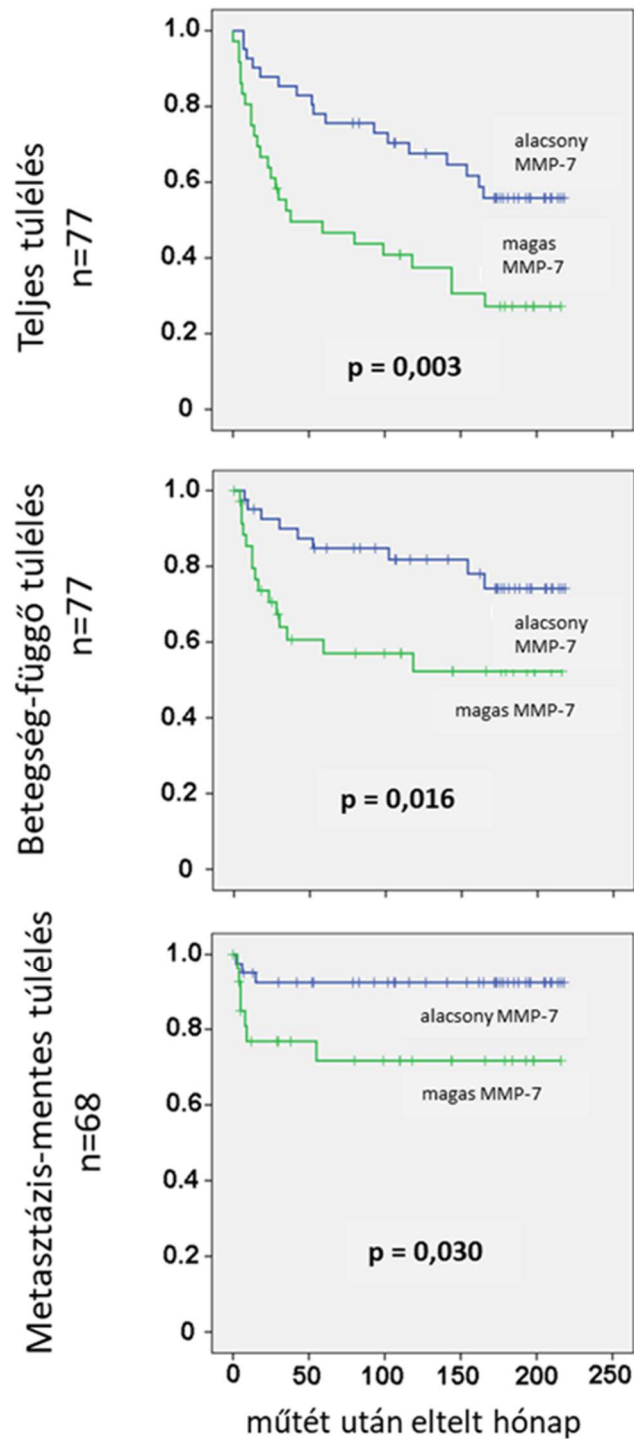 Teljes túlélés
n=77
1.0
0.8
0.6
0.4
0.2
0
alacsony
MMP-7
magas
MMP-7
p = 0,003
Betegség-függő túlélés
n=77
1.0
0.8
0.6
0.4
0.2
0
alacsony
MMP-7
magas MMP-7
p = 0,016
Metasztázis-mentes túlélés
n=68
1.0
0.8
0.6
0.4
0.2
0
alacsony MMP-7
magas MMP-7
p = 0,030
0 50 100 150 200 250
műtét után eltelt hónap